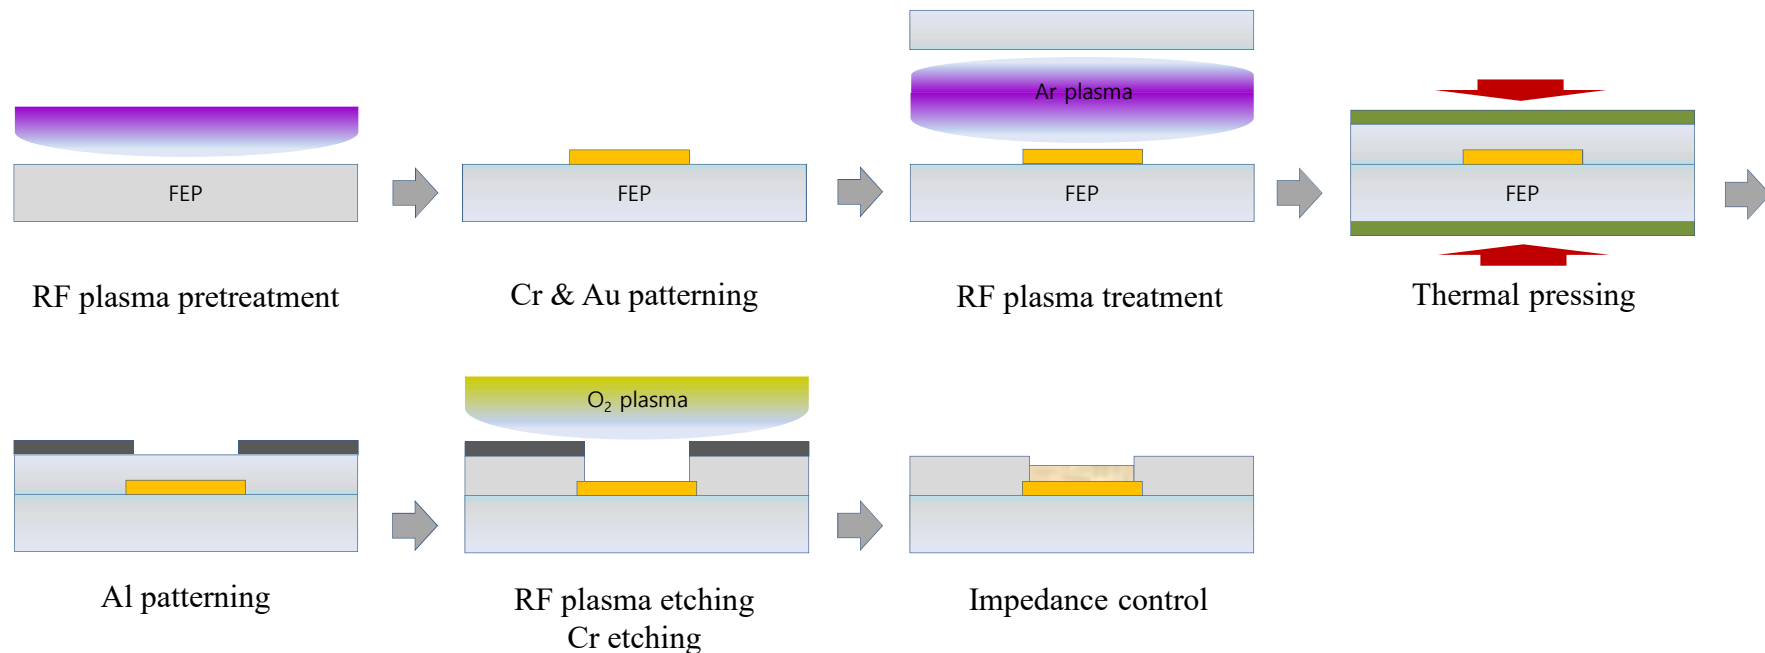 FEP
RF plasma pretreatment
FEP
Cr & Au patterning
Ar plasma
FEP
RF plasma treatment
FEP
Thermal pressing
Al patterning
O₂ plasma
RF plasma etching
Cr etching
Impedance control